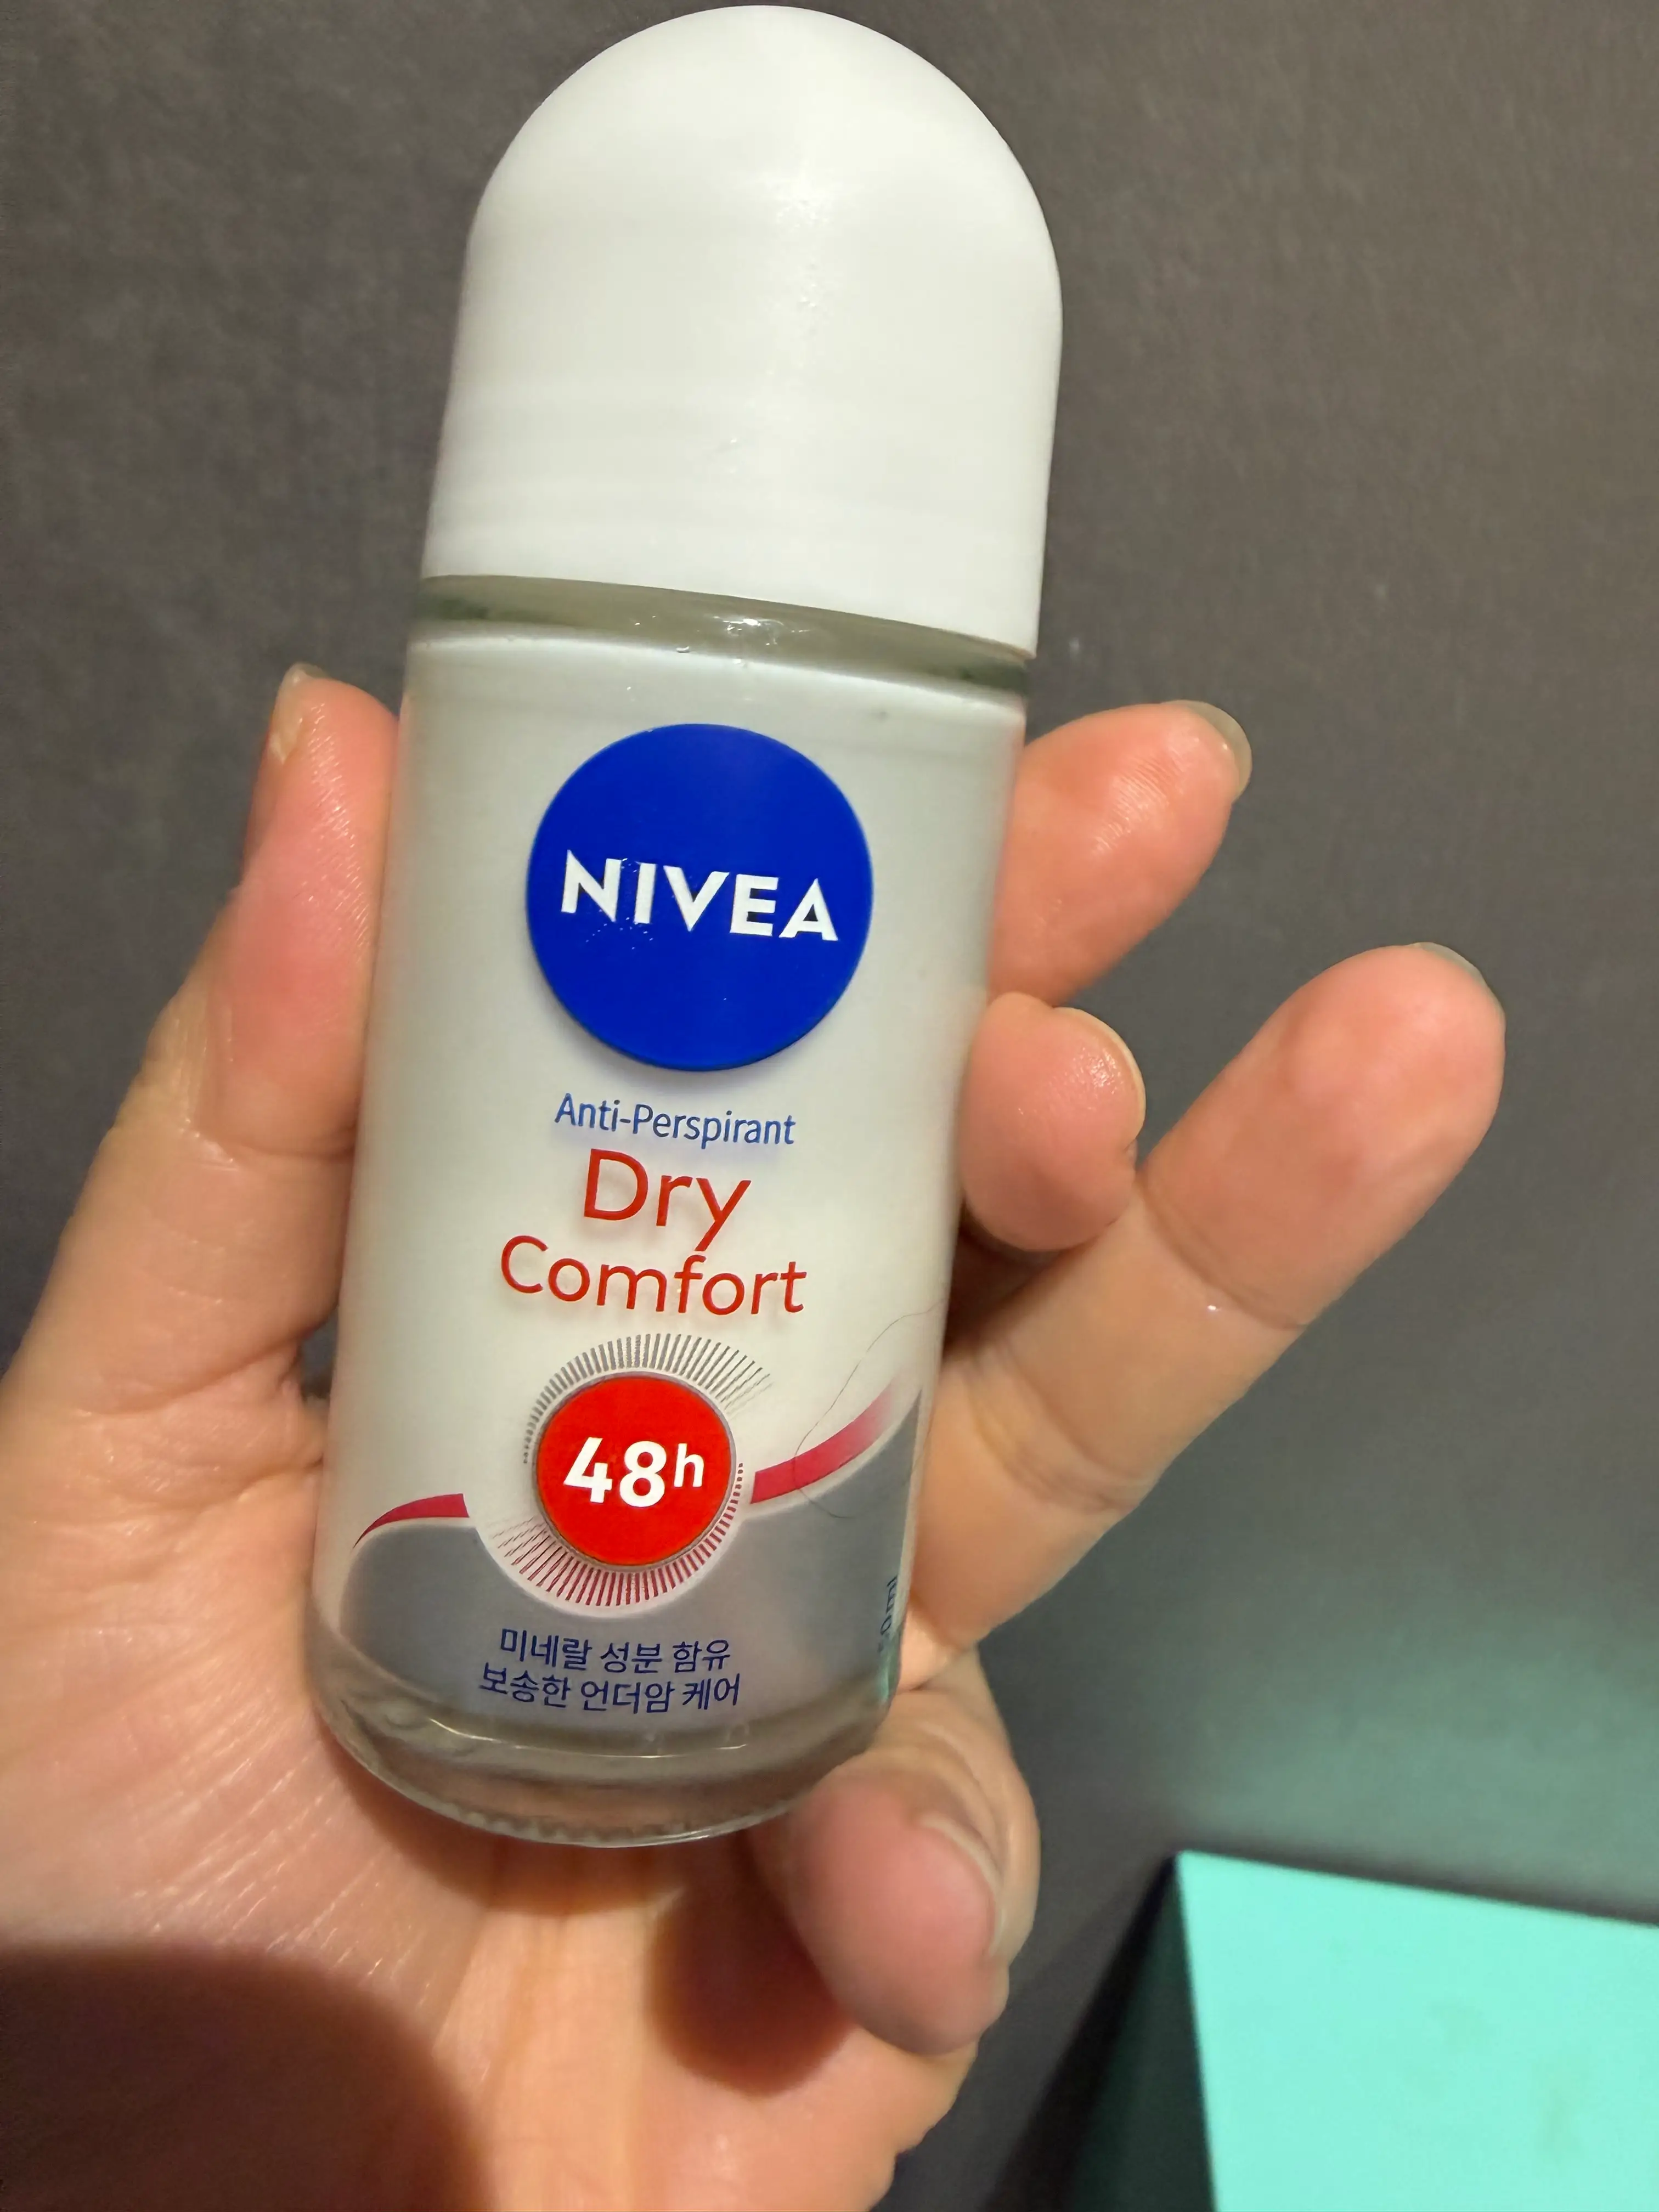 NIVEA
Anti-Perspirant
Dry
Comfort
48h
미네랄 성분 함유
보송한 언더암 케어